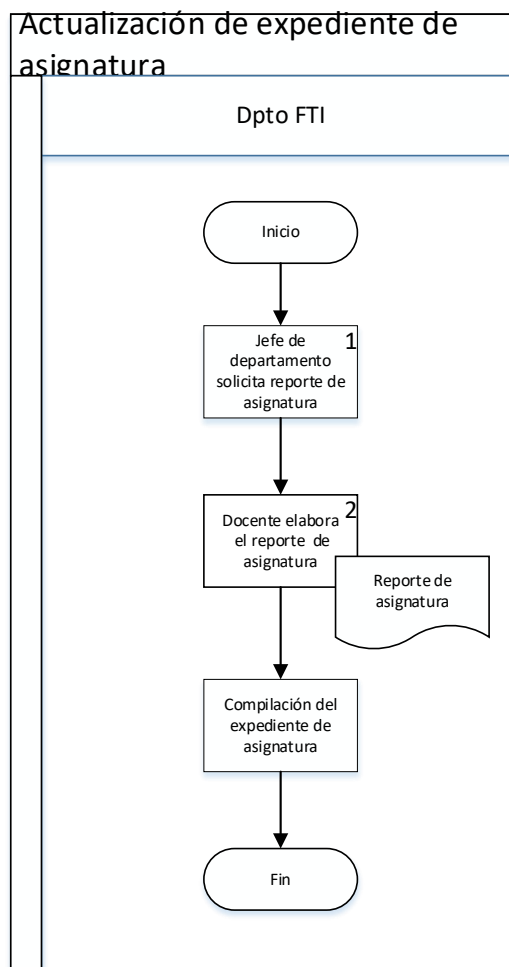 Actualización de expediente de
asignatura
Dpto FTI
Inicio
1
Jefe de
departamento
solicita reporte de
asignatura
2
Docente elabora
el reporte de
asignatura
Reporte de
asignatura
Compilación del
expediente de
asignatura
Fin